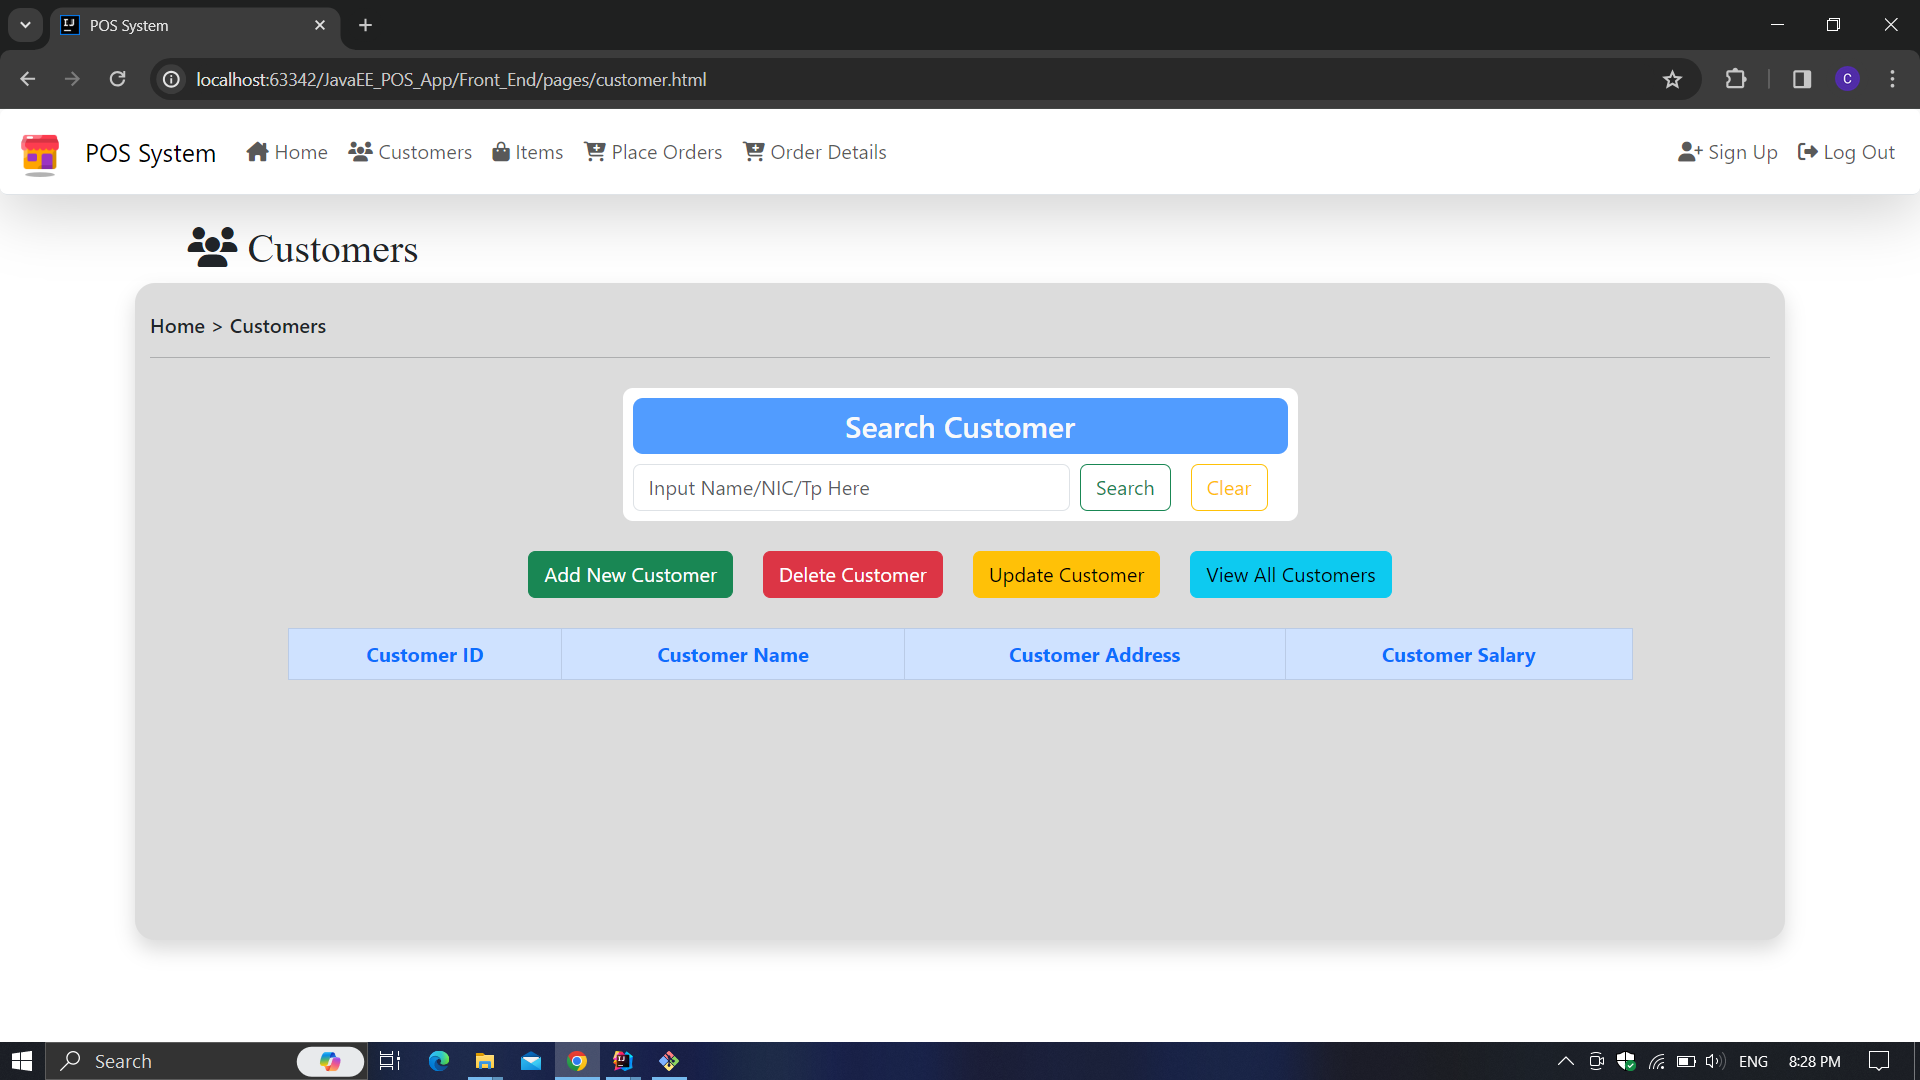 POS System
localhost:63342/JavaEE_POS_App/Front_End/pages/customer.html
C
POS System Home Customers Items Place Orders Order Details Sign Up Log Out
Customers
Home > Customers
Search Customer
Input Name/NIC/Tp Here Search Clear
Add New Customer Delete Customer Update Customer View All Customers
Customer ID Customer Name Customer Address Customer Salary
Search ENG 8:28 PM